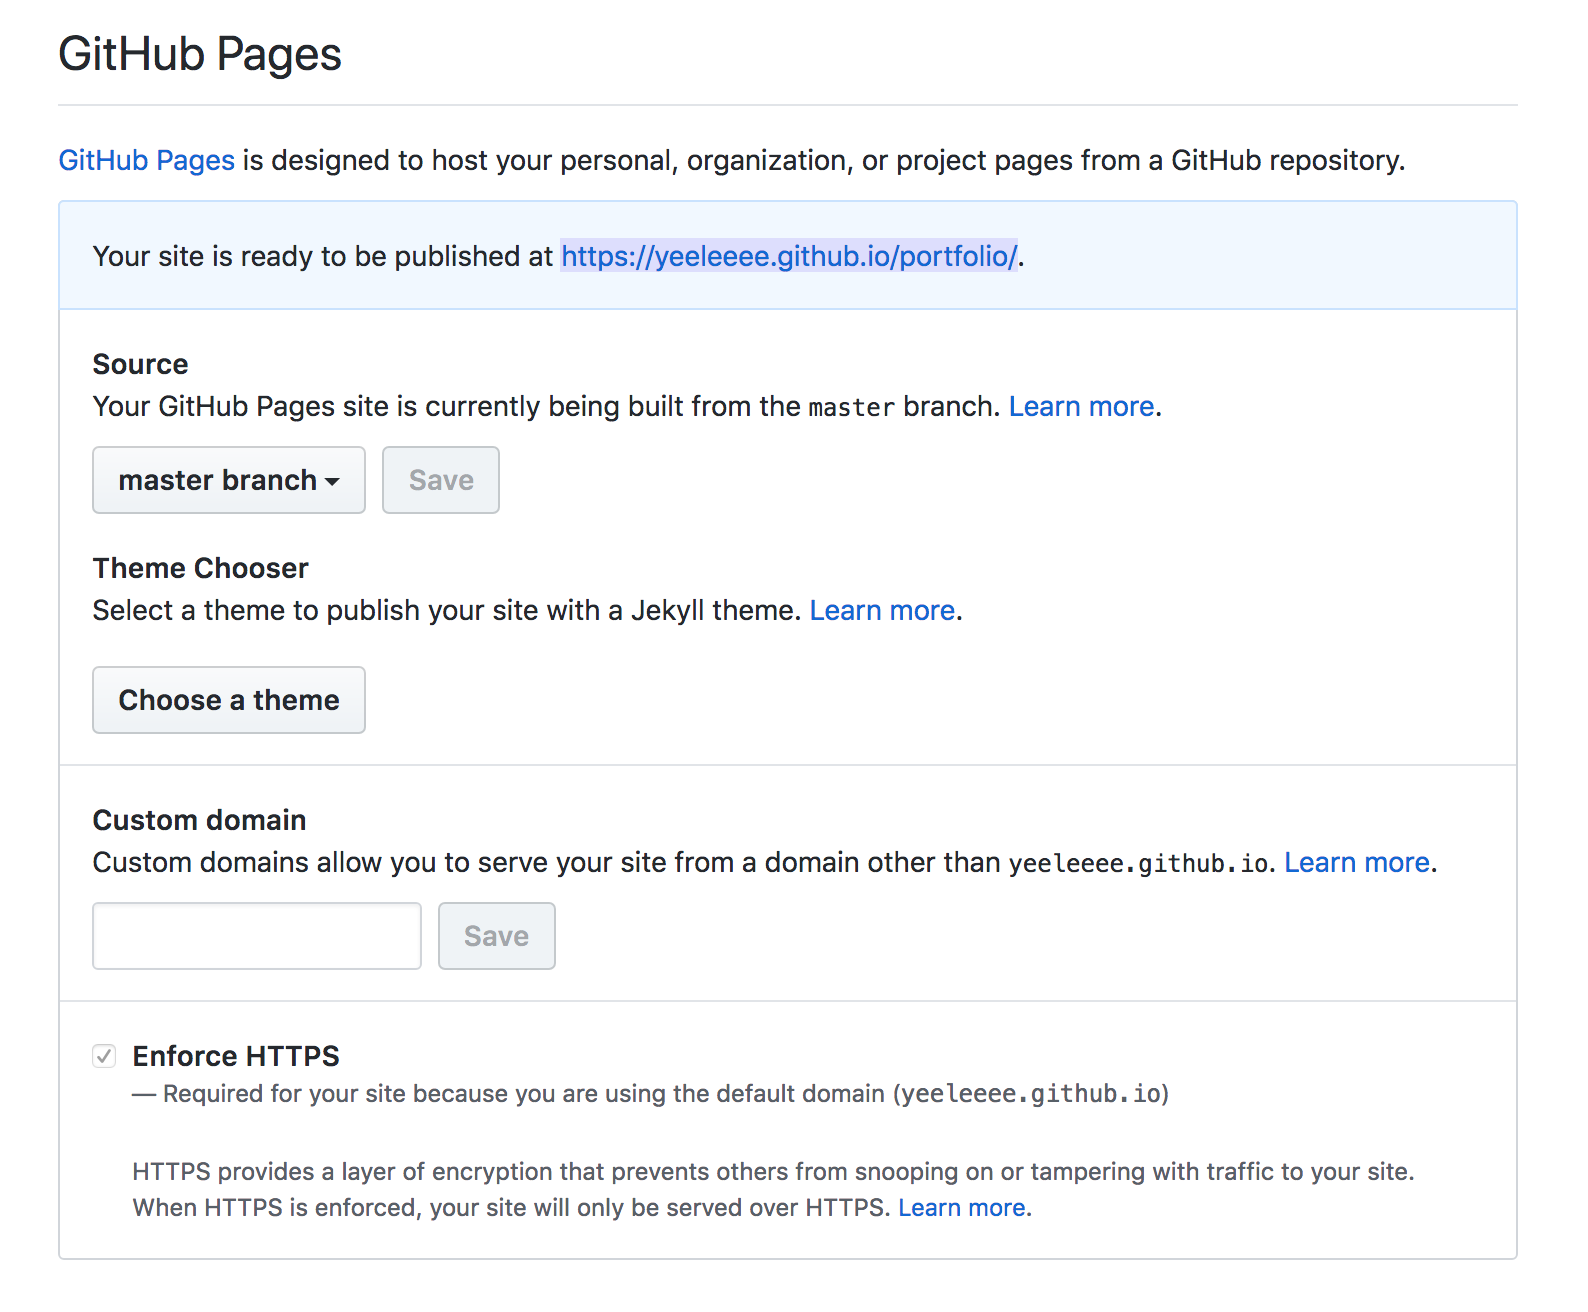 GitHub Pages
GitHub Pages is designed to host your personal, organization, or project pages from a GitHub repository.
Your site is ready to be published at https://yeeleeee.github.io/portfolio/.
Source
Your GitHub Pages site is currently being built from the master branch. Learn more.
master branch Save
Theme Chooser
Select a theme to publish your site with a Jekyll theme. Learn more.
Choose a theme
Custom domain
Custom domains allow you to serve your site from a domain other than yeeleeee.github.io. Learn more.
Save
Enforce HTTPS
— Required for your site because you are using the default domain (yeeleeee.github.io)
HTTPS provides a layer of encryption that prevents others from snooping on or tampering with traffic to your site.
When HTTPS is enforced, your site will only be served over HTTPS. Learn more.